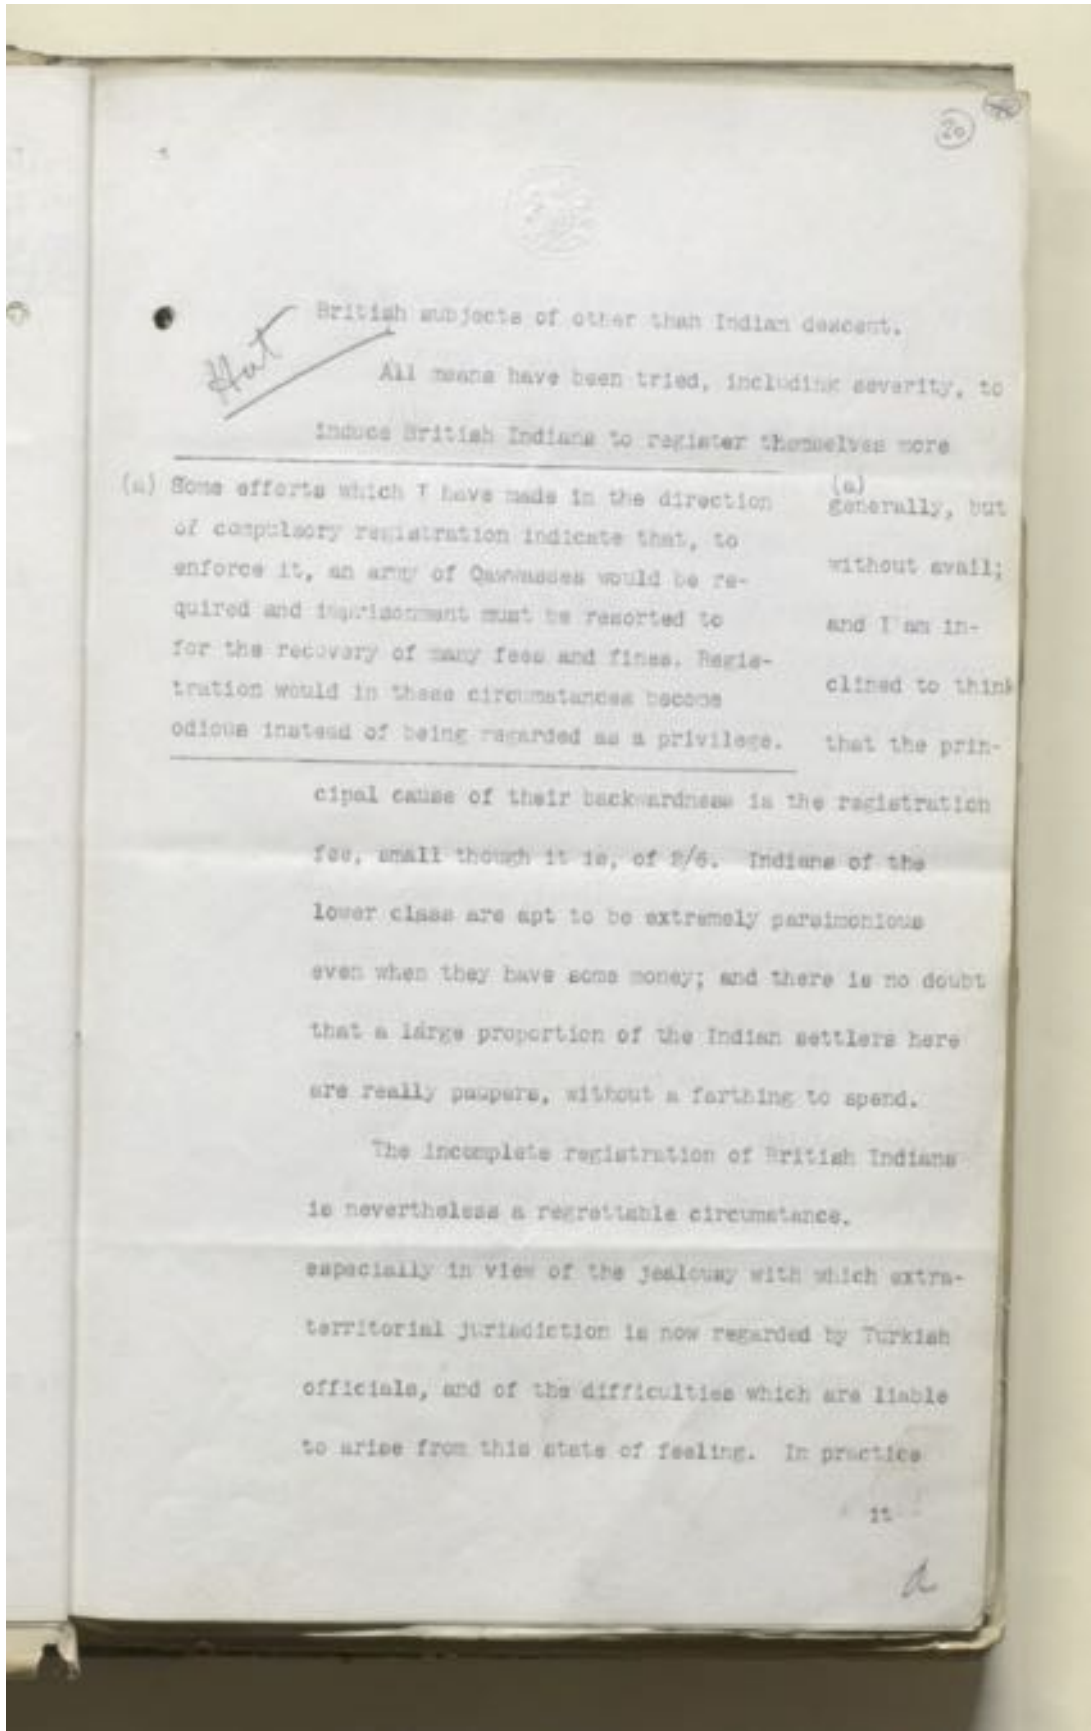 20
British subjects of other than Indian descent.
All means have been tried, including severity, to
induce British Indians to register themselves more
(a)
generally, but
without avail;
and I am in-
clined to think
that the prin-
(a) Some efforts which I have made in the direction
of compulsory registration indicate that, to
enforce it, an army of Qawwasses would be re-
quired and imprisonment must be resorted to
for the recovery of many fees and fines. Regis-
tration would in these circumstances become
odious instead of being regarded as a privilege.
cipal cause of their backwardness is the registration
fee, small though it is, of 2/6. Indians of the
lower class are apt to be extremely parsimonious
even when they have some money; and there is no doubt
that a large proportion of the Indian settlers here
are really paupers, without a farthing to spend.
The incomplete registration of British Indians
is nevertheless a regrettable circumstance,
especially in view of the jealousy with which extra-
territorial jurisdiction is now regarded by Turkish
officials, and of the difficulties which are liable
to arise from this state of feeling. In practice
it